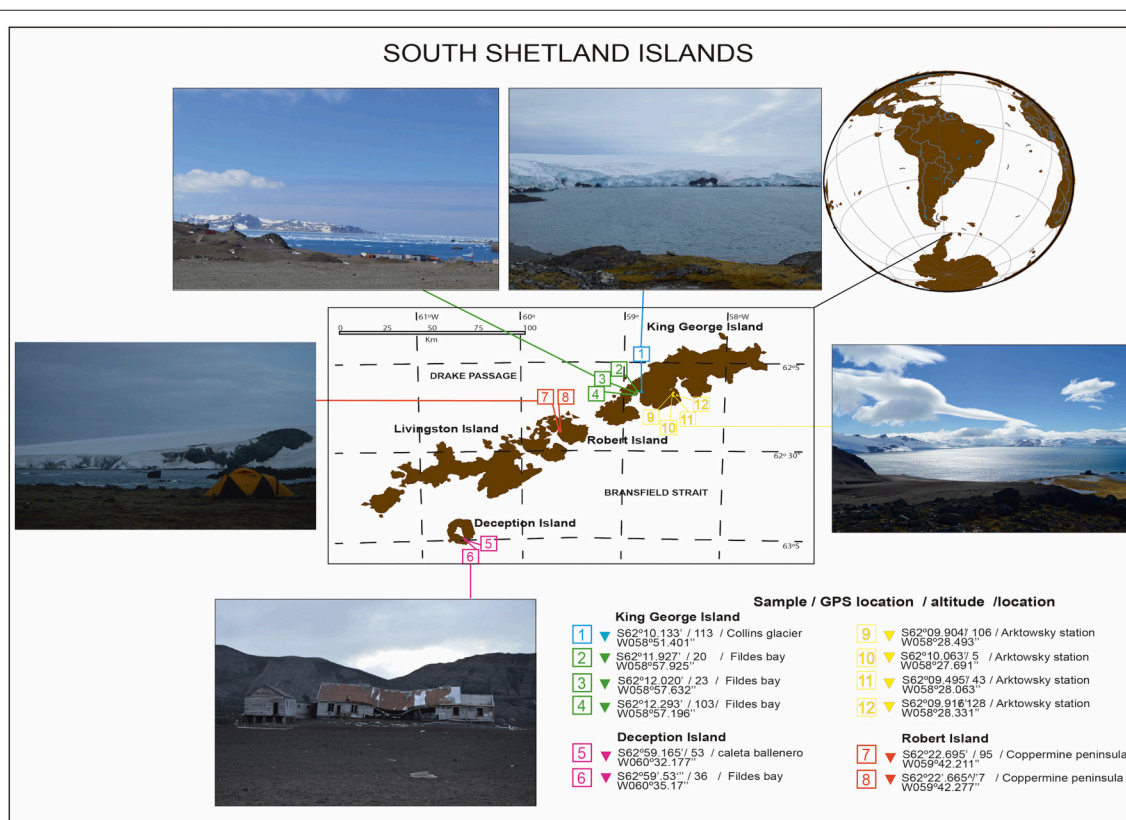 SOUTH SHETLAND ISLANDS
61ºW
60º
59º
58ºW
0 25 50 75 100
Km
King George Island
1
62ºS
DRAKE PASSAGE
2
3
4
7 8
12
9
11
10
Livingston Island
Robert Island
62º 30
BRANSFIELD STRAIT
Deception Island
5
63ºS
6
Sample / GPS location / altitude /location
King George Island
1 S62º10.133' / 113 / Collins glacier
W058º51.401''
2 S62º11.927' / 20 / Fildes bay
W058º57.925''
3 S62º12.020' / 23 / Fildes bay
W058º57.632''
4 S62º12.293' / 103/ Fildes bay
W058º57.196''
Deception Island
5 S62º59.165'/ 53 / caleta ballenero
W060º32.177''
6 S62º59'.53'" / 36 / Fildes bay
W060º35.17''
9 S62º09.904'/ 106 / Arktowsky station
W058º28.493''
10 S62º10.063'/ 5 / Arktowsky station
W058º27.691''
11 S62º09.495'/ 43 / Arktowsky station
W058º28.063''
12 / Arktowsky station
W058º28.331''
Robert Island
7 S62º22.695' / 95 / Coppermine peninsula
W059º42.211''
8 / Coppermine peninsula
W059º42.277''